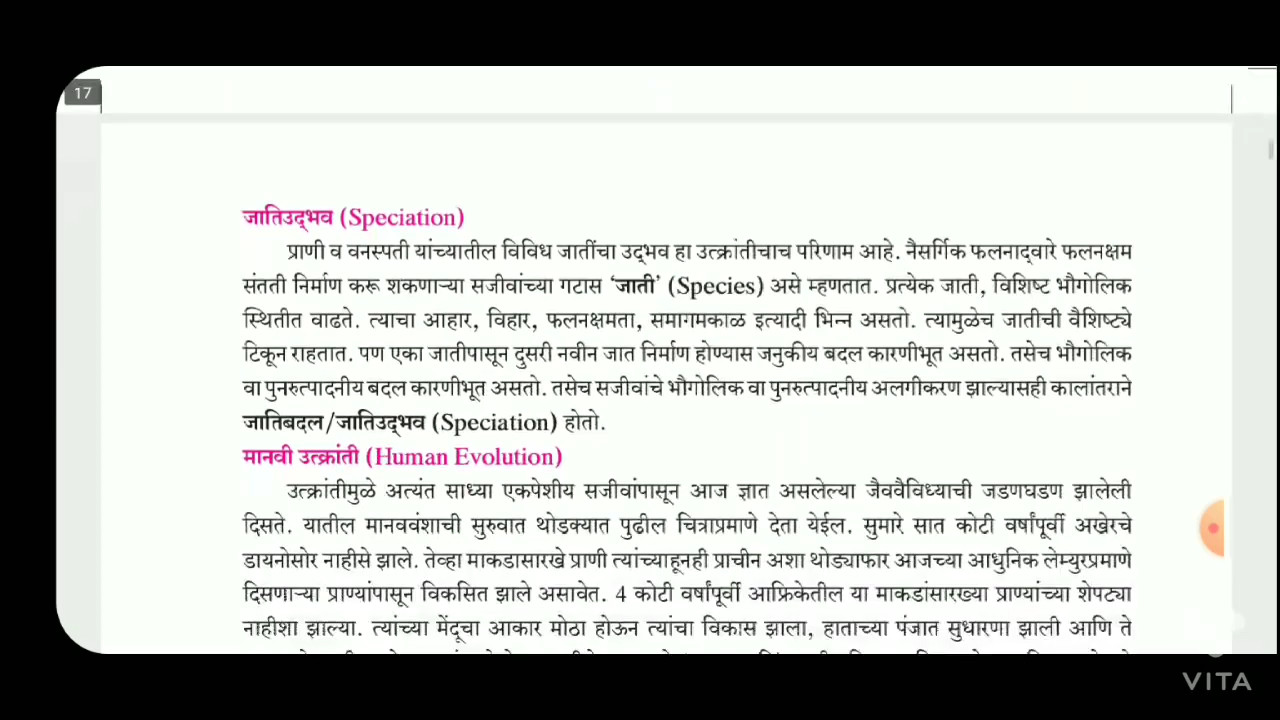 17
जातिउद्‌भव (Speciation)
प्राणी व वनस्पती यांच्यातील विविध जातींचा उद्‌भव हा उत्क्रांतीचाच परिणाम आहे. नैसर्गिक फलनाद्‌वारे फलनक्षम
संतती निर्माण करू शकणाऱ्या सजीवांच्या गटास ‘जाती’ (Species) असे म्हणतात. प्रत्येक जाती, विशिष्ट भौगोलिक
स्थितीत वाढते. त्याचा आहार, विहार, फलनक्षमता, समागमकाळ इत्यादी भिन्न असतो. त्यामुळेच जातीची वैशिष्ट्ये
टिकून राहतात. पण एका जातीपासून दुसरी नवीन जात निर्माण होण्यास जनुकीय बदल कारणीभूत असतो. तसेच भौगोलिक
वा पुनरुत्पादनीय बदल कारणीभूत असतो. तसेच सजीवांचे भौगोलिक वा पुनरुत्पादनीय अलगीकरण झाल्यासही कालांतराने
जातिबदल/जातिउद्‌भव (Speciation) होतो.
मानवी उत्क्रांती (Human Evolution)
उत्क्रांतीमुळे अत्यंत साध्या एकपेशीय सजीवांपासून आज ज्ञात असलेल्या जैववैविध्याची जडणघडण झालेली
दिसते. यातील मानववंशाची सुरुवात थोडक्यात पुढील चित्राप्रमाणे देता येईल. सुमारे सात कोटी वर्षांपूर्वी अखेरचे
डायनोसोर नाहीसे झाले. तेव्हा माकडासारखे प्राणी त्यांच्याहूनही प्राचीन अशा थोड्याफार आजच्या आधुनिक लेम्युरप्रमाणे
दिसणाऱ्या प्राण्यांपासून विकसित झाले असावेत. 4 कोटी वर्षांपूर्वी आफ्रिकेतील या माकडांसारख्या प्राण्यांच्या शेपट्या
नाहीशा झाल्या. त्यांच्या मेंदूचा आकार मोठा होऊन त्यांचा विकास झाला, हाताच्या पंजात सुधारणा झाली आणि ते
VITA